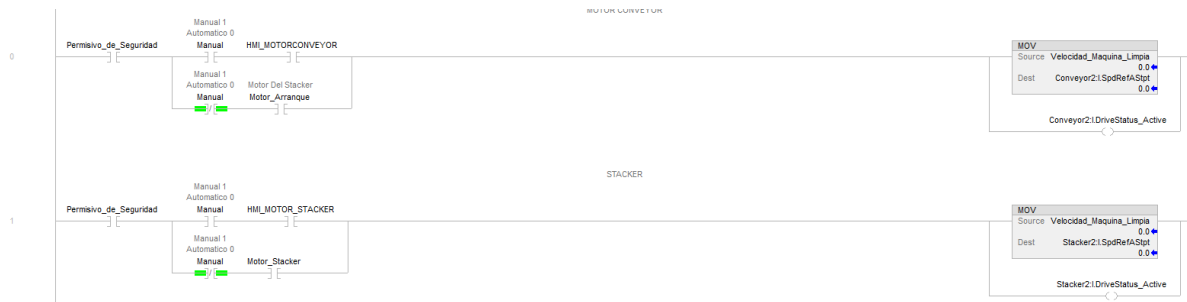 MOTOR CONVEYOR
Manual 1
Automatico 0
Permisivo_de_Seguridad Manual HMI_MOTORCONVEYOR
0
MOV
Source Velocidad_Maquina_Limpia
0.0
Dest Conveyor2:I.SpdRefAStpt
0.0
Manual 1
Automatico 0 Motor Del Stacker
Manual Motor_Arranque
Conveyor2:I.DriveStatus_Active
STACKER
Manual 1
Automatico 0
Permisivo_de_Seguridad Manual HMI_MOTOR_STACKER
1
MOV
Source Velocidad_Maquina_Limpia
0.0
Dest Stacker2:I.SpdRefAStpt
0.0
Manual 1
Automatico 0
Manual Motor_Stacker
Stacker2:I.DriveStatus_Active